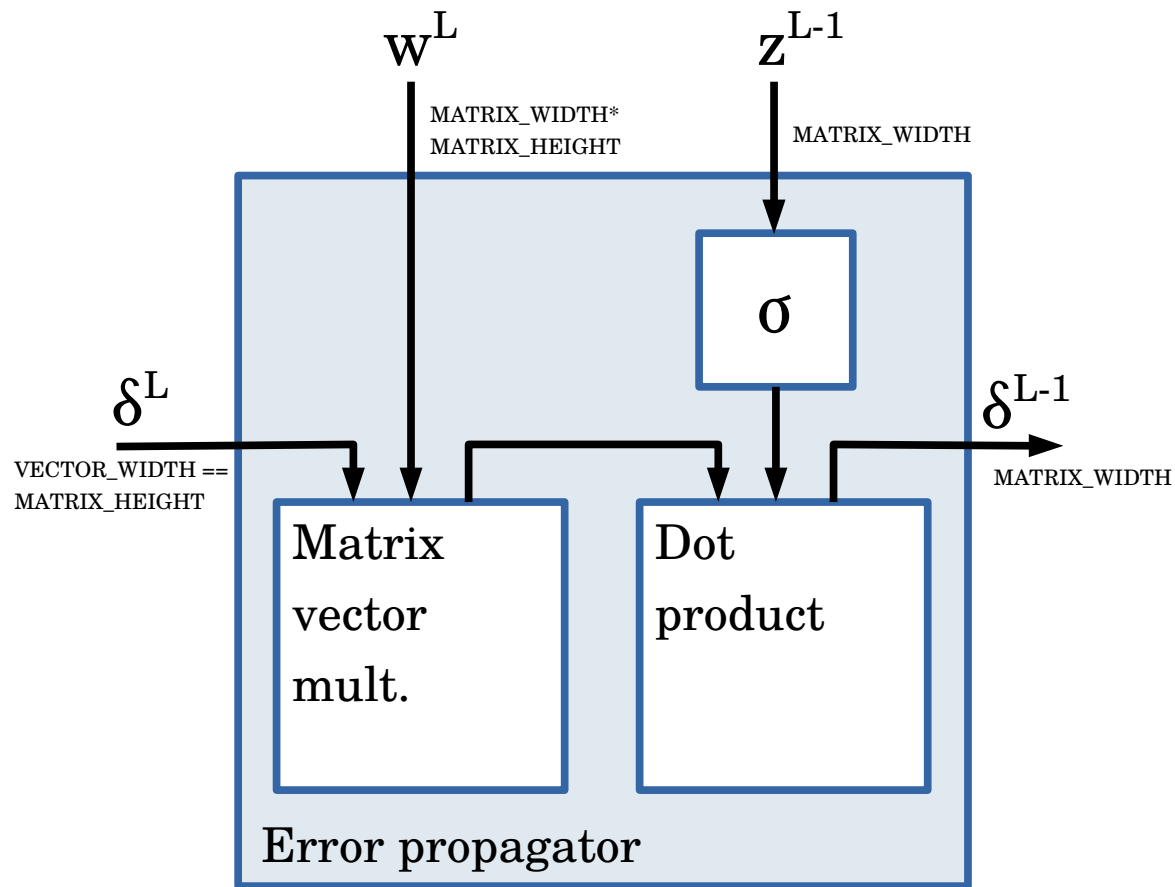 w^L
z^{L-1}
MATRIX_WIDTH*
MATRIX_HEIGHT
MATRIX_WIDTH
σ
δ^L
δ^{L-1}
VECTOR_WIDTH ==
MATRIX_HEIGHT
MATRIX_WIDTH
Matrix
vector
mult.
Dot
product
Error propagator